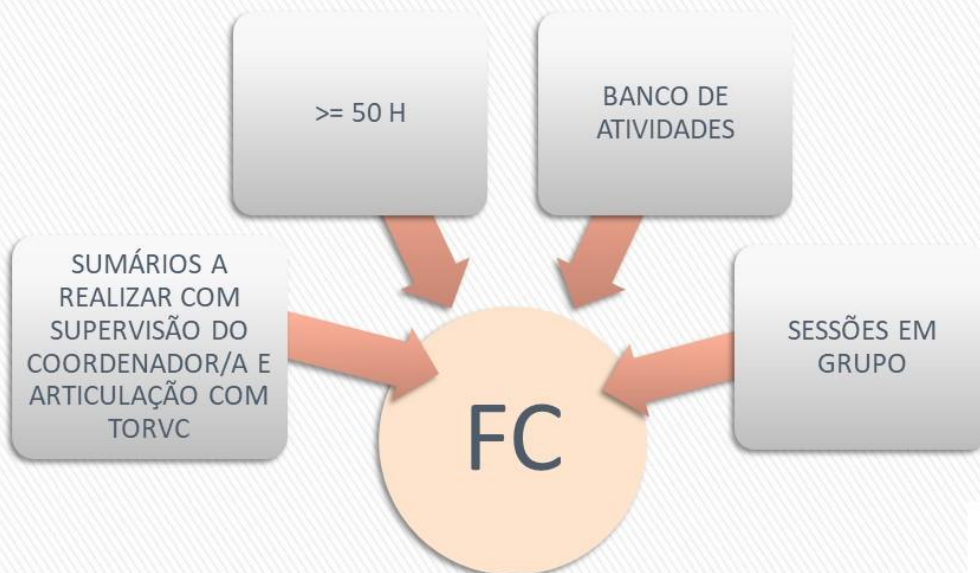 >= 50 H
BANCO DE
ATIVIDADES
SUMÁRIOS A
REALIZAR COM
SUPERVISÃO DO
COORDENADOR/A E
ARTICULAÇÃO COM
TORVC
SESSÕES EM
GRUPO
FC